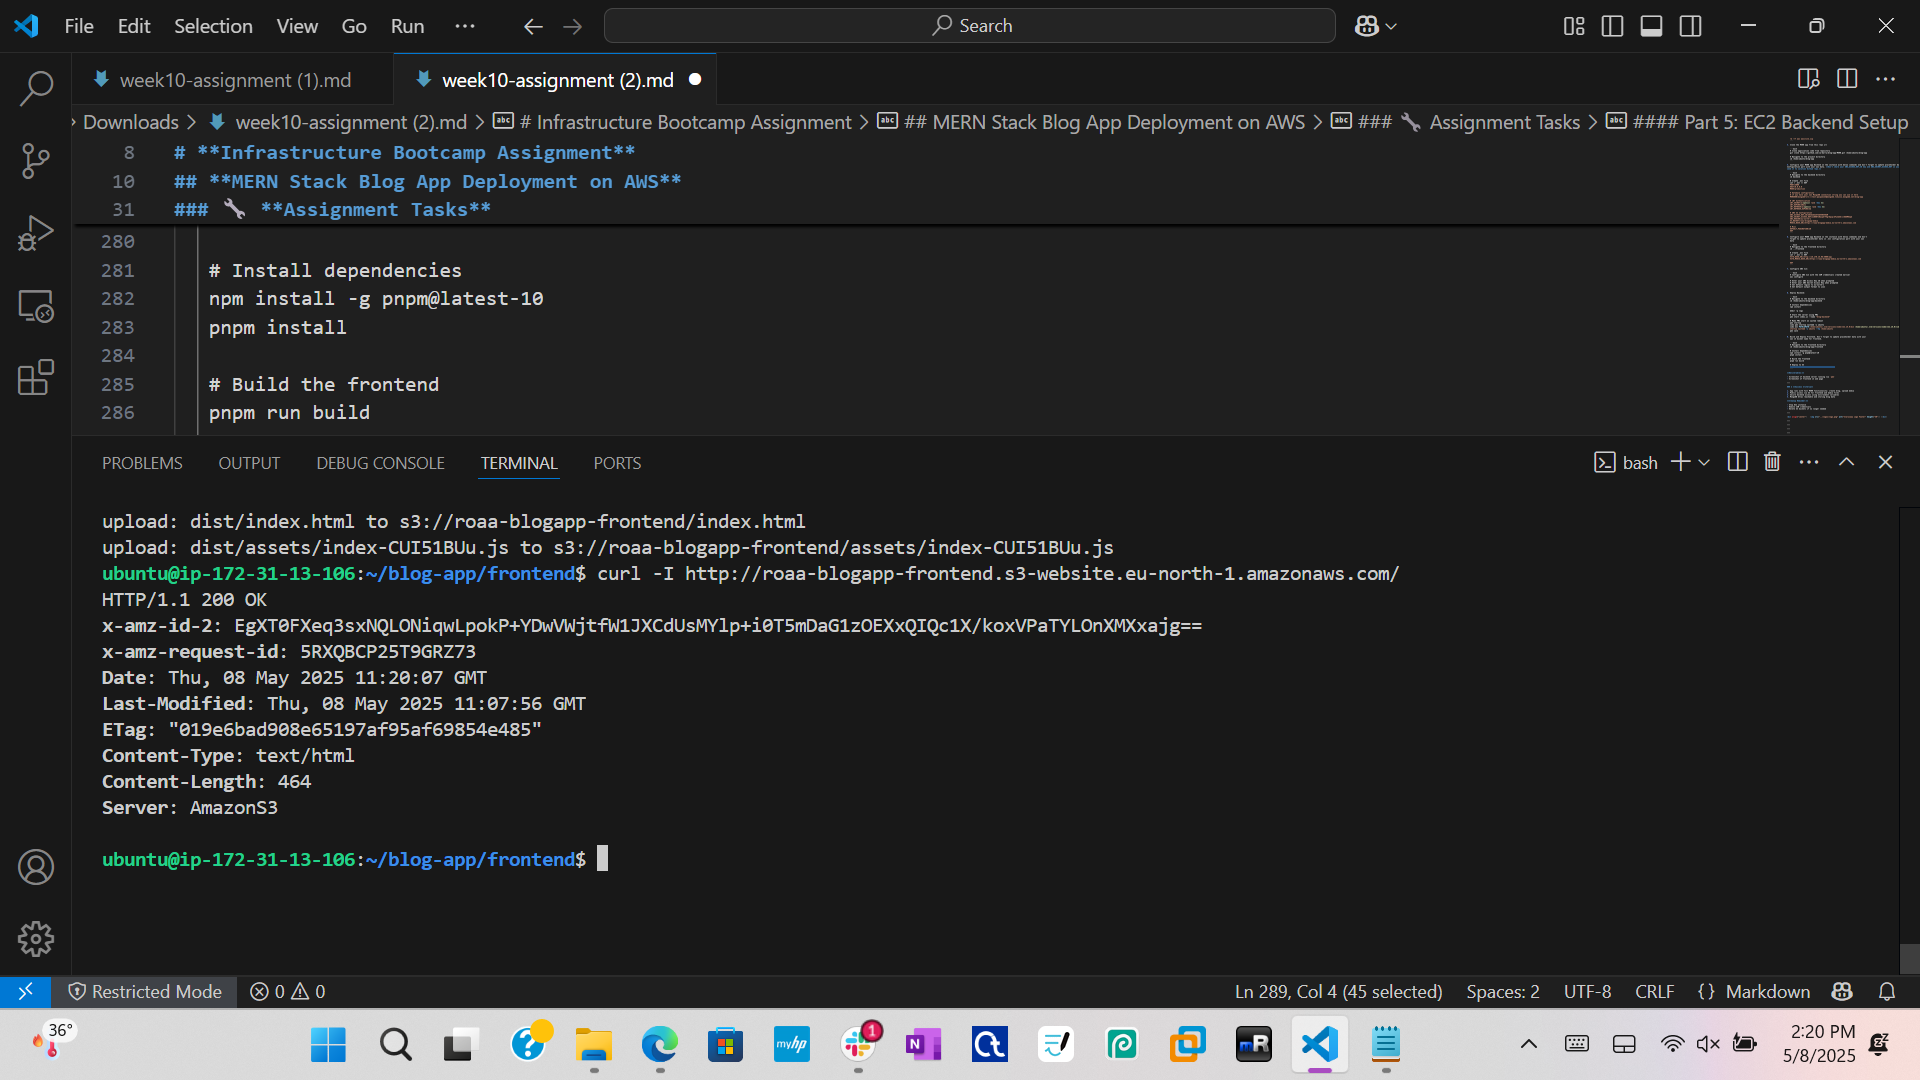 File Edit Selection View Go Run ··· Search
week10-assignment (1).md week10-assignment (2).md
Downloads > week10-assignment (2).md > # Infrastructure Bootcamp Assignment > ## MERN Stack Blog App Deployment on AWS > ### 🔧 Assignment Tasks > #### Part 5: EC2 Backend Setup
8 # **Infrastructure Bootcamp Assignment**
10 ## **MERN Stack Blog App Deployment on AWS**
31 ### 🔧 **Assignment Tasks**
280
281 # Install dependencies
282 npm install -g pnpm@latest-10
283 pnpm install
284
285 # Build the frontend
286 pnpm run build
PROBLEMS OUTPUT DEBUG CONSOLE TERMINAL PORTS bash
upload: dist/index.html to s3://roaa-blogapp-frontend/index.html
upload: dist/assets/index-CUI51BUu.js to s3://roaa-blogapp-frontend/assets/index-CUI51BUu.js
ubuntu@ip-172-31-13-106:~/blog-app/frontend$ curl -I http://roaa-blogapp-frontend.s3-website.eu-north-1.amazonaws.com/
HTTP/1.1 200 OK
x-amz-id-2: EgXT0FXeq3sxNQLONiqwLpokP+YDwVWjtfW1JXCdUsMYlp+i0T5mDaG1zOEXxQIQc1X/koxVPaTYLOnXMXxajg==
x-amz-request-id: 5RXQBCP25T9GRZ73
Date: Thu, 08 May 2025 11:20:07 GMT
Last-Modified: Thu, 08 May 2025 11:07:56 GMT
ETag: "019e6bad908e65197af95af69854e485"
Content-Type: text/html
Content-Length: 464
Server: AmazonS3
ubuntu@ip-172-31-13-106:~/blog-app/frontend$
Restricted Mode 0 0 Ln 289, Col 4 (45 selected) Spaces: 2 UTF-8 CRLF {} Markdown
36° myhp 1 N mR 2:20 PM
5/8/2025